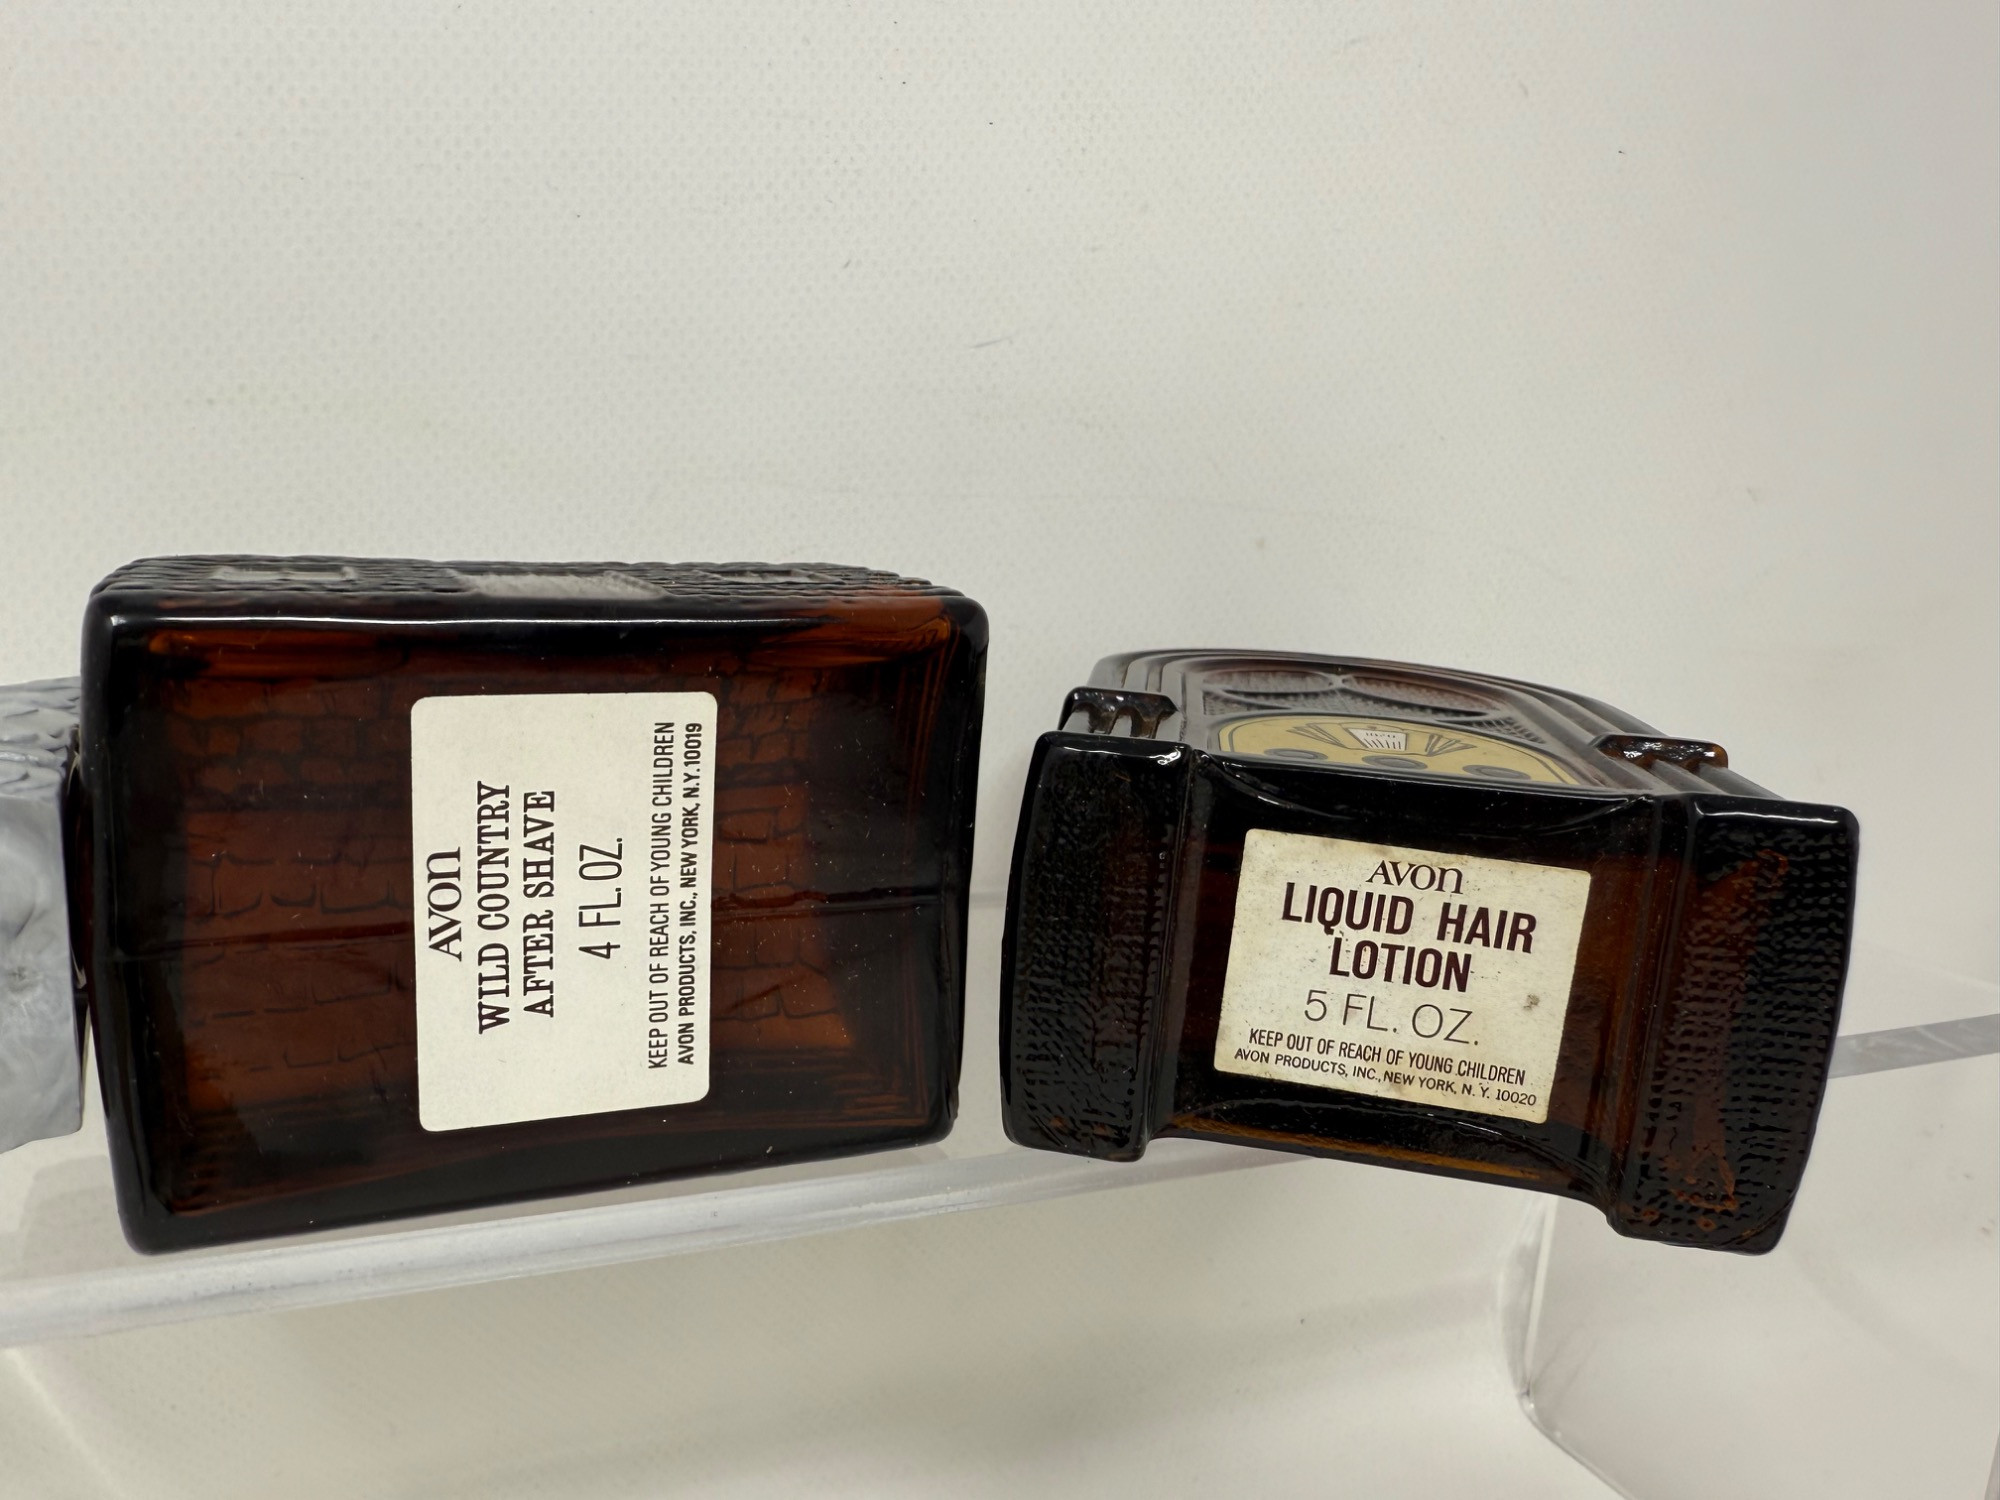 AVON
WILD COUNTRY
AFTER SHAVE
4 FL. OZ.
KEEP OUT OF REACH OF YOUNG CHILDREN
AVON PRODUCTS, INC., NEW YORK, N.Y. 10019
AVON
LIQUID HAIR
LOTION
5 FL. OZ.
KEEP OUT OF REACH OF YOUNG CHILDREN
AVON PRODUCTS, INC., NEW YORK, N. Y. 10020